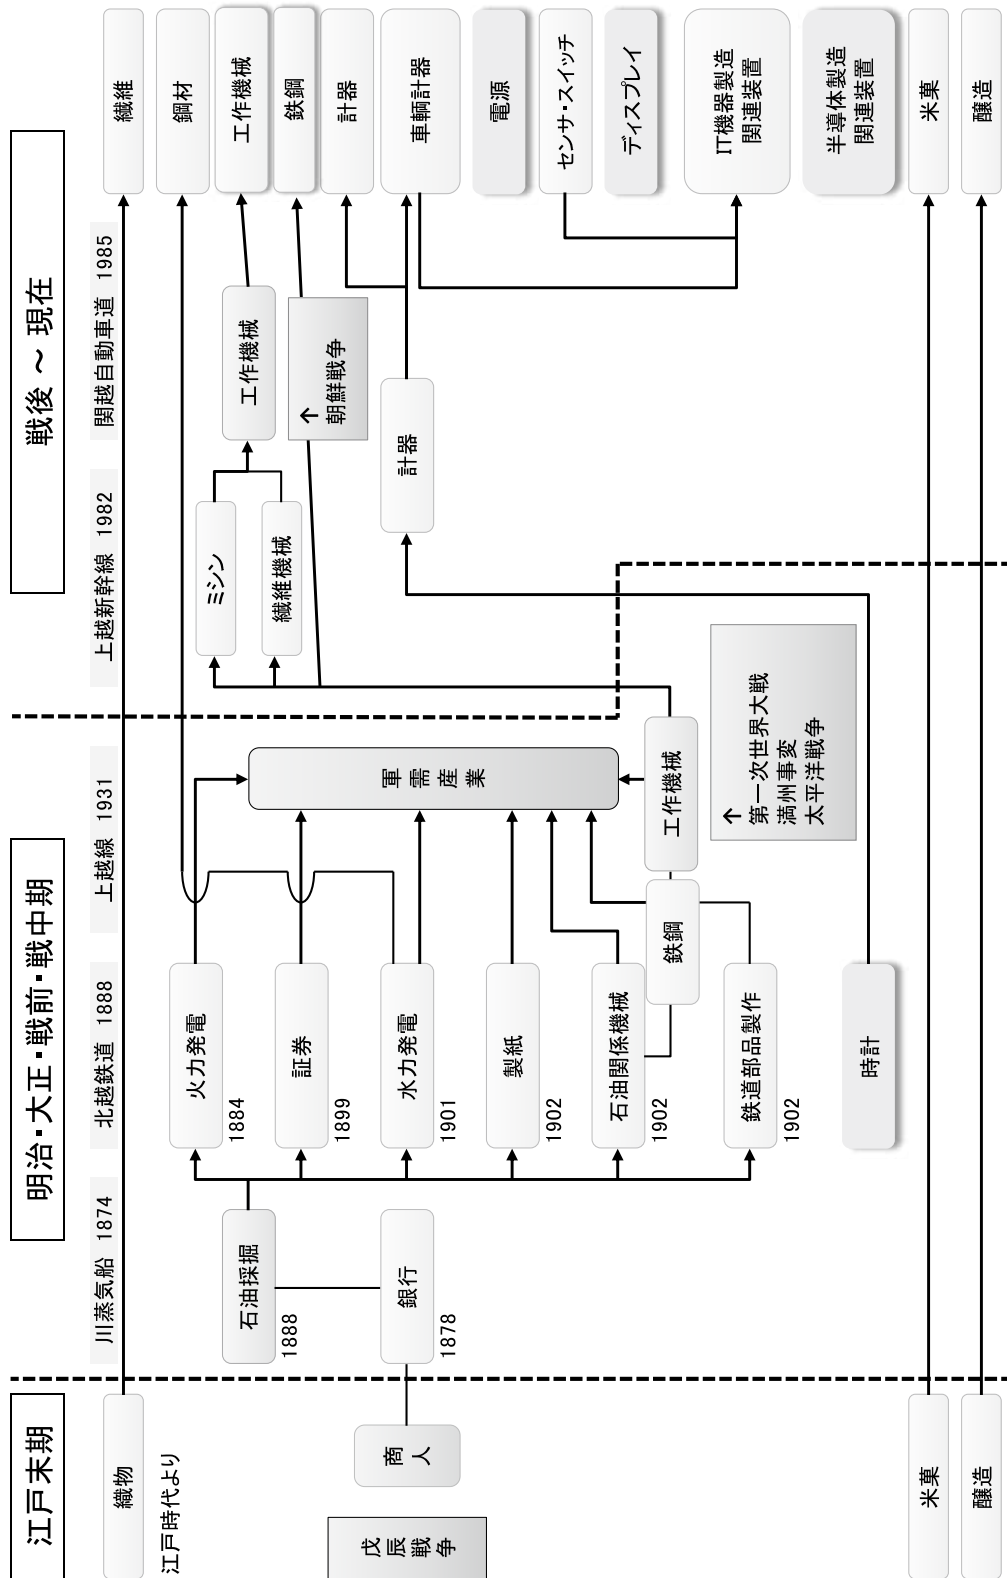 江戸末期
明治・大正・戦前・戦中期
戦後 ～ 現在
川蒸気船 1874
北越鉄道 1888
上越線 1931
上越新幹線 1982
関越自動車道 1985
織物
江戸時代より
戊辰戦争
商人
米菓
醸造
石油採掘
1888
銀行
1878
火力発電
1884
証券
1899
水力発電
1901
製紙
1902
石油関係機械
1902
鉄道部品製作
1902
時計
鉄鋼
工作機械
軍需産業
↑
第一次世界大戦
満州事変
太平洋戦争
ミシン
繊維機械
工作機械
↑
朝鮮戦争
計器
繊維
鋼材
工作機械
鉄鋼
計器
車輌計器
電源
センサ・スイッチ
ディスプレイ
IT機器製造
関連装置
半導体製造
関連装置
米菓
醸造